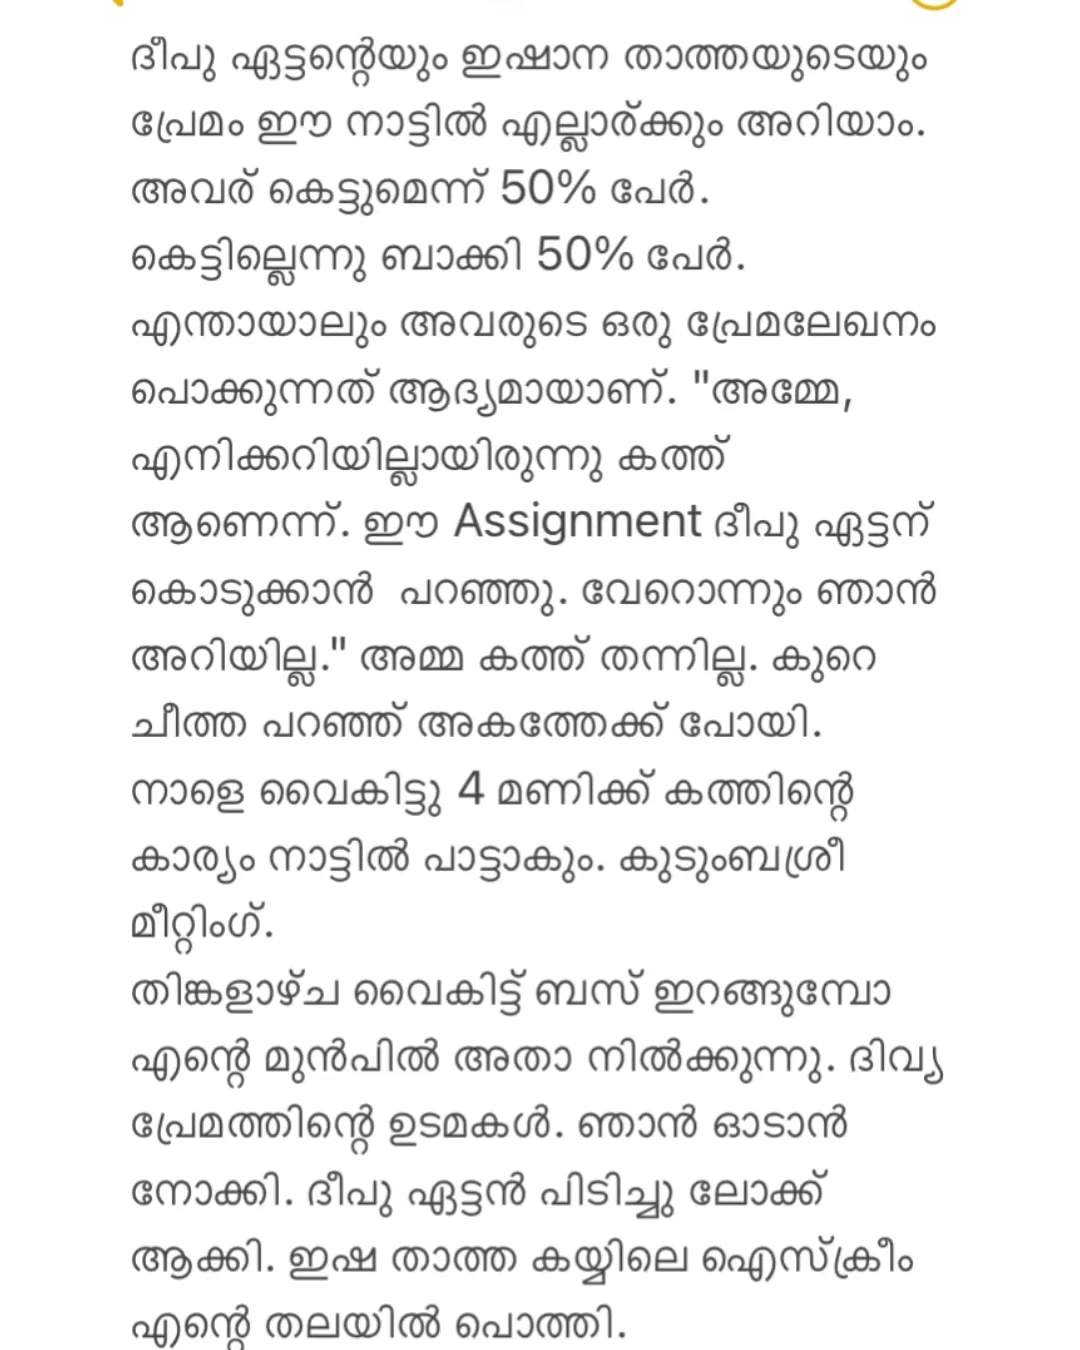 ദീപു ഏട്ടന്റെയും ഇഷാന താത്തയുടെയും
പ്രേമം ഈ നാട്ടിൽ എല്ലാര്ക്കും അറിയാം.
അവര് കെട്ടുമെന്ന് 50% പേർ.
കെട്ടില്ലെന്നു ബാക്കി 50% പേർ.
എന്തായാലും അവരുടെ ഒരു പ്രേമലേഖനം
പൊക്കുന്നത് ആദ്യമായാണ്. "അമ്മേ,
എനിക്കറിയില്ലായിരുന്നു കത്ത്
ആണെന്ന്. ഈ Assignment ദീപു ഏട്ടന്
കൊടുക്കാൻ  പറഞ്ഞു. വേറൊന്നും ഞാൻ
അറിയില്ല." അമ്മ കത്ത് തന്നില്ല. കുറെ
ചീത്ത പറഞ്ഞ് അകത്തേക്ക് പോയി.
നാളെ വൈകിട്ടു 4 മണിക്ക് കത്തിന്റെ
കാര്യം നാട്ടിൽ പാട്ടാകും. കുടുംബശ്രീ
മീറ്റിംഗ്.
തിങ്കളാഴ്ച വൈകിട്ട് ബസ് ഇറങ്ങുമ്പോ
എന്റെ മുൻപിൽ അതാ നിൽക്കുന്നു. ദിവ്യ
പ്രേമത്തിന്റെ ഉടമകൾ. ഞാൻ ഓടാൻ
നോക്കി. ദീപു ഏട്ടൻ പിടിച്ചു ലോക്ക്
ആക്കി. ഇഷ താത്ത കയ്യിലെ ഐസ്ക്രീം
എന്റെ തലയിൽ പൊത്തി.